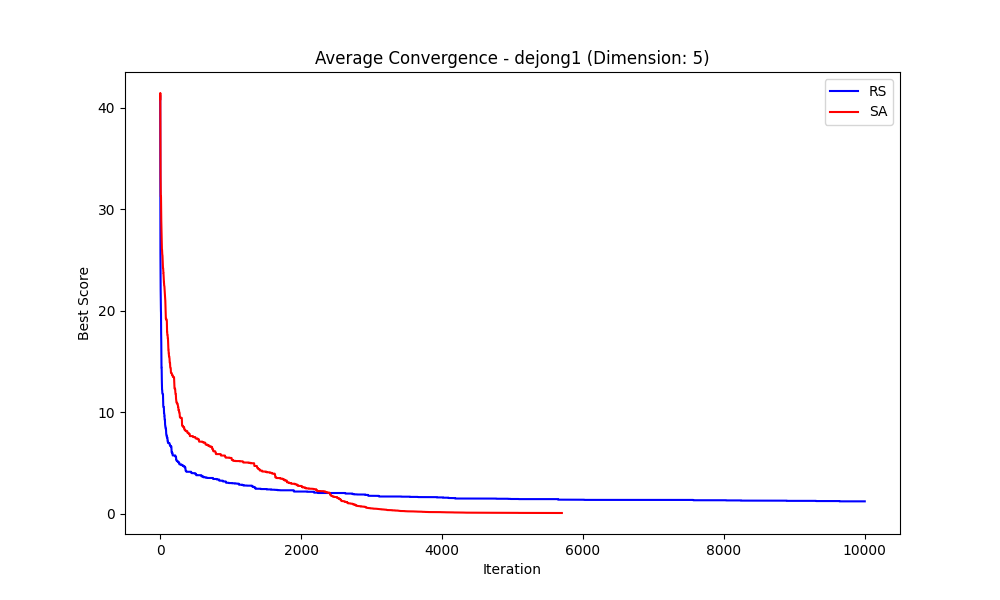 Average Convergence - dejong1 (Dimension: 5)
RS
SA
Best Score
40
30
20
10
0
0 2000 4000 6000 8000 10000
Iteration